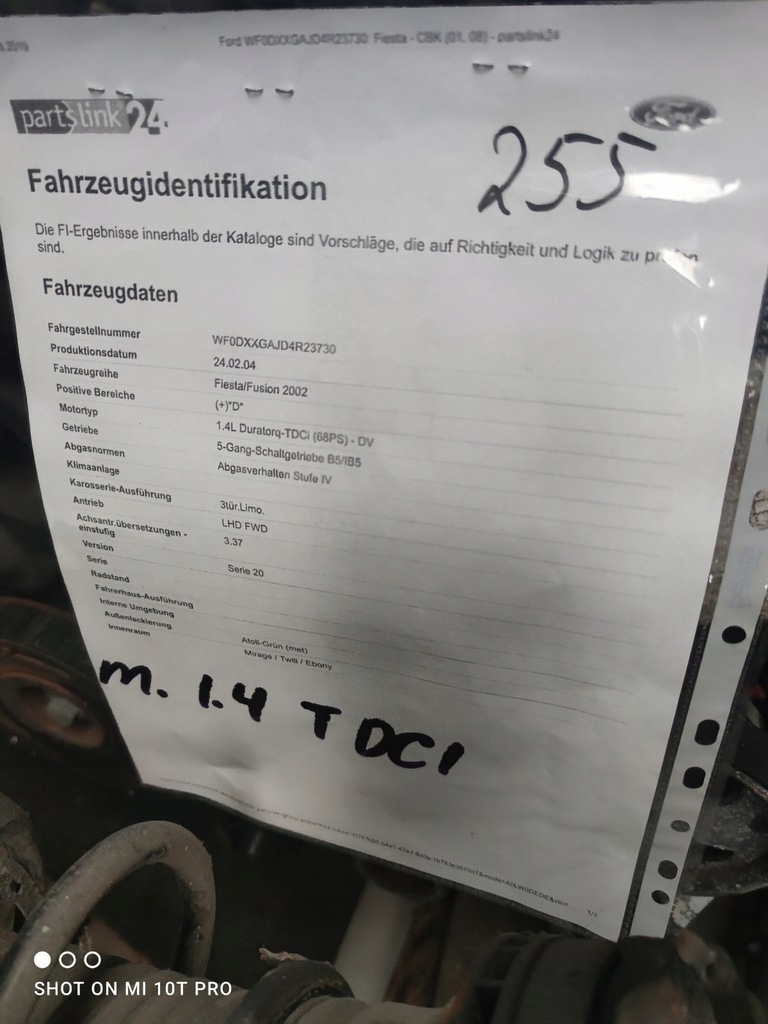 .2019
Ford WF0DXXGAJD4R23730: Fiesta - CBK (01, 08) - partslink24
partslink24.
Ford
255
Fahrzeugidentifikation
Die FI-Ergebnisse innerhalb der Kataloge sind Vorschläge, die auf Richtigkeit und Logik zu
sind.
Fahrzeugdaten
Fahrgestellnummer WF0DXXGAJD4R23730
Produktionsdatum 24.02.04
Fahrzeugreihe Fiesta/Fusion 2002
Positive Bereiche (+)"D"
Motortyp 1.4L Duratorq-TDCi (68PS) - DV
Getriebe 5-Gang-Schaltgetriebe B5/IB5
Abgasnormen Abgasverhalten Stufe IV
Klimaanlage
Karosserie-Ausführung 3tür.Limo.
Antrieb LHD FWD
Achsantr.übersetzungen - 3.37
einstufig
Version
Serie Serie 20
Radstand
Fahrerhaus-Ausführung
Interne Umgebung
Außenlackierung Atoll-Grün (met)
Innenraum Mirage / Twill / Ebony
m. 1.4 TDCI
1/1
SHOT ON MI 10T PRO